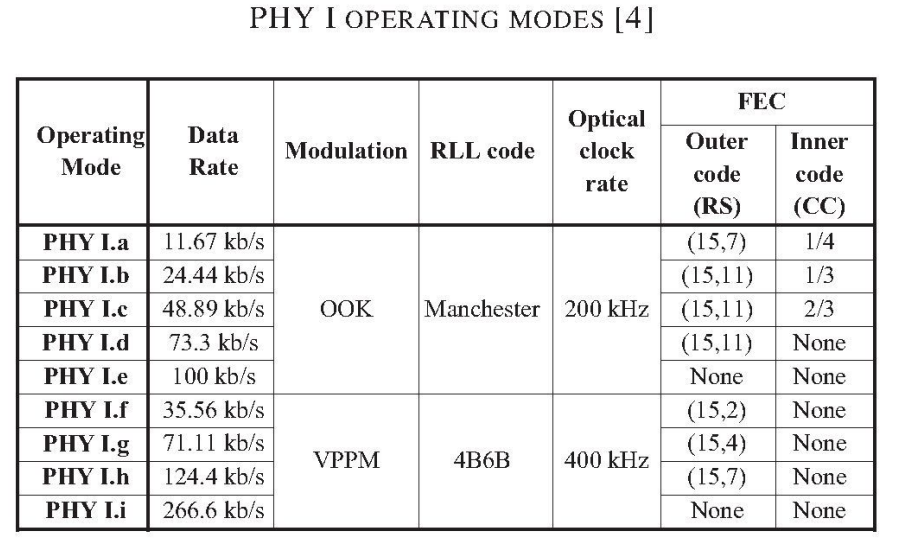 PHY I OPERATING MODES [4]
Operating Mode | Data Rate | Modulation | RLL code | Optical clock rate | FEC
Outer code (RS) | Inner code (CC)
PHY I.a | 11.67 kb/s | OOK | Manchester | 200 kHz | (15,7) | 1/4
PHY I.b | 24.44 kb/s | (15,11) | 1/3
PHY I.c | 48.89 kb/s | (15,11) | 2/3
PHY I.d | 73.3 kb/s | (15,11) | None
PHY I.e | 100 kb/s | None | None
PHY I.f | 35.56 kb/s | VPPM | 4B6B | 400 kHz | (15,2) | None
PHY I.g | 71.11 kb/s | (15,4) | None
PHY I.h | 124.4 kb/s | (15,7) | None
PHY I.i | 266.6 kb/s | None | None